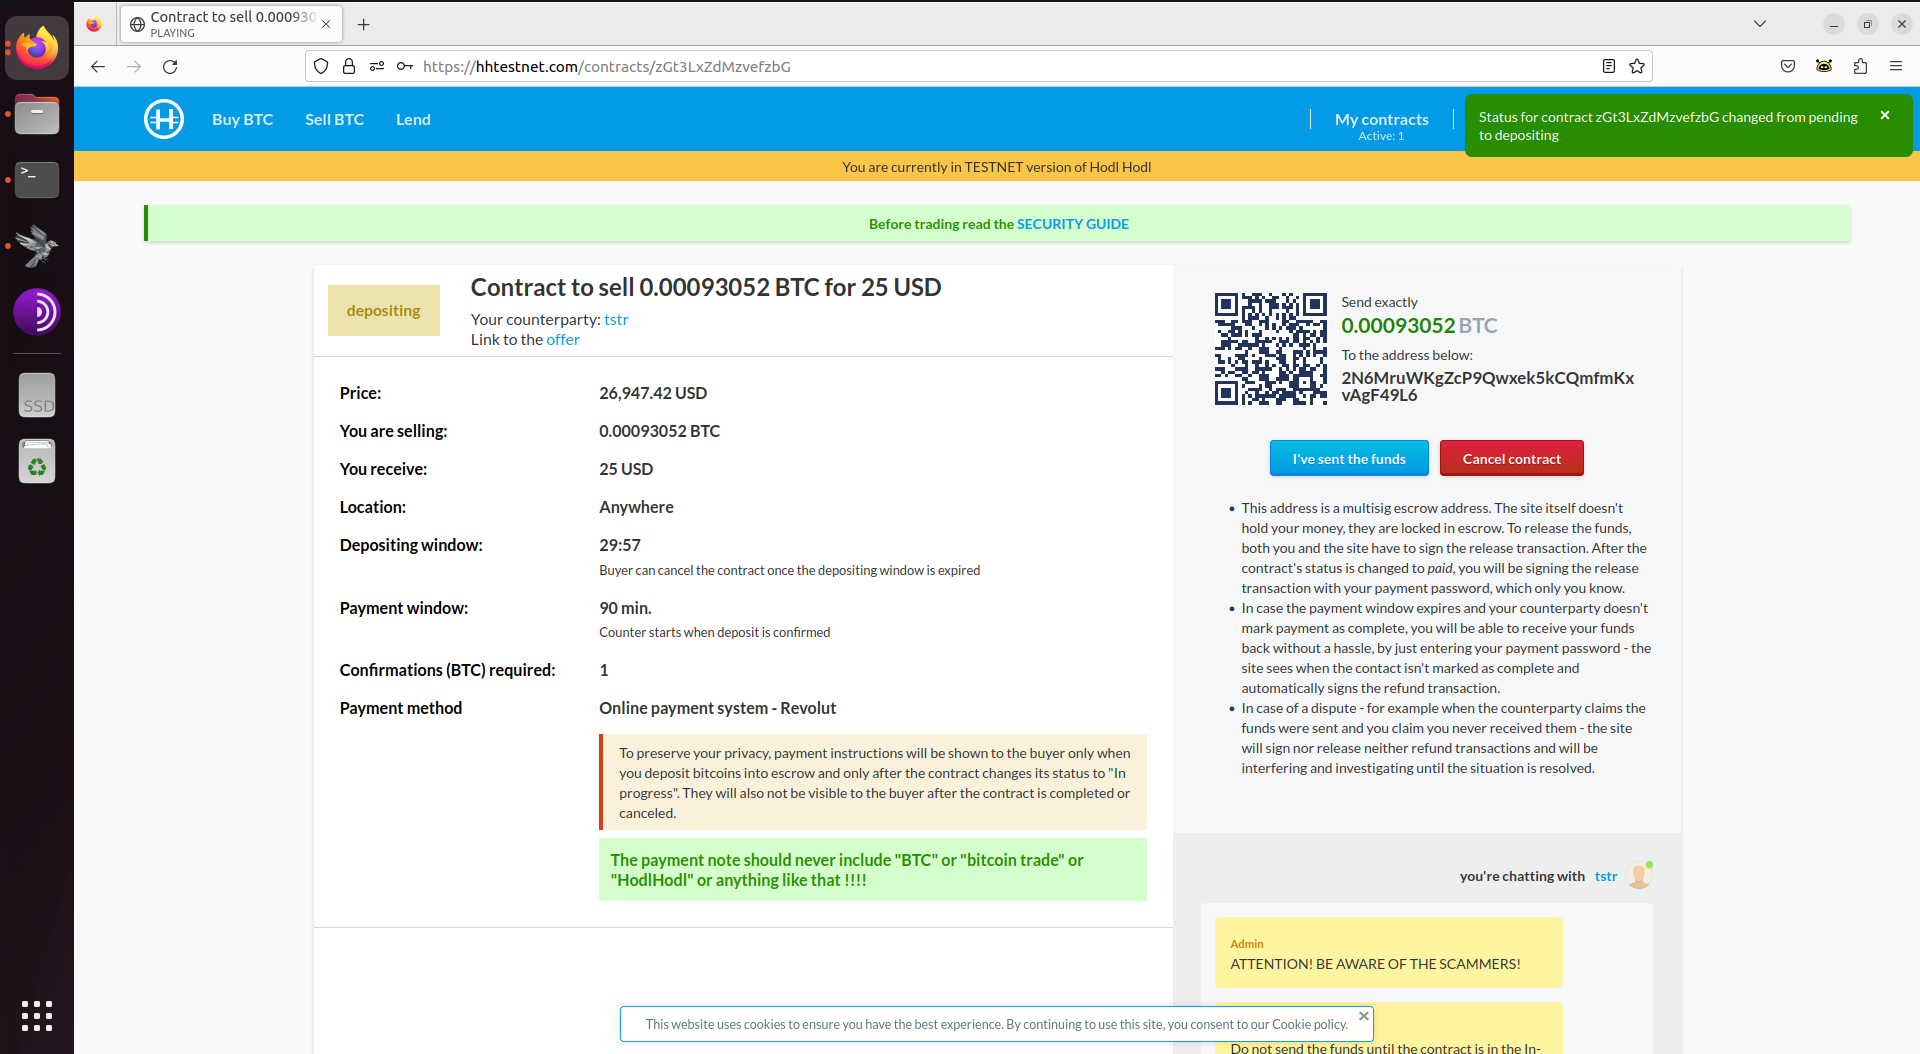 Contract to sell 0.000930
PLAYING
https://hhtestnet.com/contracts/zGt3LxZdMzvefzbG
Buy BTC
Sell BTC
Lend
My contracts
Active: 1
Status for contract zGt3LxZdMzvefzbG changed from pending
to depositing
You are currently in TESTNET version of Hodl Hodl
Before trading read the SECURITY GUIDE
depositing
Contract to sell 0.00093052 BTC for 25 USD
Your counterparty: tstr
Link to the offer
Price:
26,947.42 USD
You are selling:
0.00093052 BTC
You receive:
25 USD
Location:
Anywhere
Depositing window:
29:57
Buyer can cancel the contract once the depositing window is expired
Payment window:
90 min.
Counter starts when deposit is confirmed
Confirmations (BTC) required:
1
Payment method
Online payment system - Revolut
To preserve your privacy, payment instructions will be shown to the buyer only when
you deposit bitcoins into escrow and only after the contract changes its status to "In
progress". They will also not be visible to the buyer after the contract is completed or
canceled.
The payment note should never include "BTC" or "bitcoin trade" or
"HodlHodl" or anything like that !!!!
Send exactly
0.00093052 BTC
To the address below:
2N6MruWKgZcP9Qwxek5kCQmfmKx
vAgF49L6
I've sent the funds
Cancel contract
• This address is a multisig escrow address. The site itself doesn't
hold your money, they are locked in escrow. To release the funds,
both you and the site have to sign the release transaction. After the
contract's status is changed to paid, you will be signing the release
transaction with your payment password, which only you know.
• In case the payment window expires and your counterparty doesn't
mark payment as complete, you will be able to receive your funds
back without a hassle, by just entering your payment password - the
site sees when the contact isn't marked as complete and
automatically signs the refund transaction.
• In case of a dispute - for example when the counterparty claims the
funds were sent and you claim you never received them - the site
will sign nor release neither refund transactions and will be
interfering and investigating until the situation is resolved.
you're chatting with tstr
Admin
ATTENTION! BE AWARE OF THE SCAMMERS!
Do not send the funds until the contract is in the In-
This website uses cookies to ensure you have the best experience. By continuing to use this site, you consent to our Cookie policy.
SSD